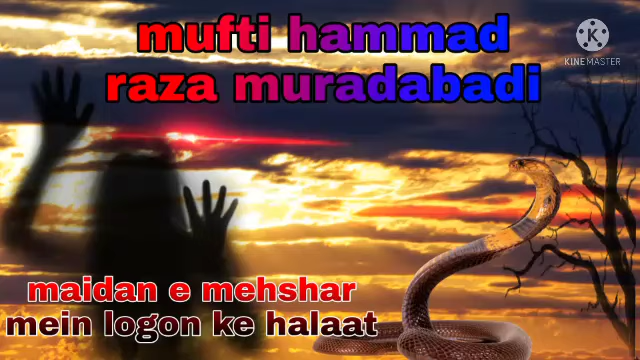 mufti hammad
raza muradabadi
K
KINEMASTER
maidan e mehshar
mein logon ke halaat